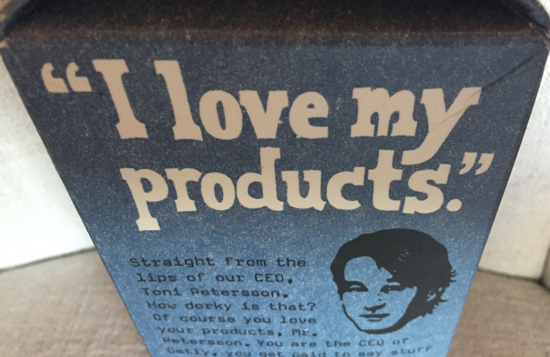 “I love my
products.”
Straight from the
lips of our CEO,
Toni Petersson.
How dorky is that?
Of course you love
your products, Mr.
Petersson. You are the CEO of
Oatly, you get paid to say stuff